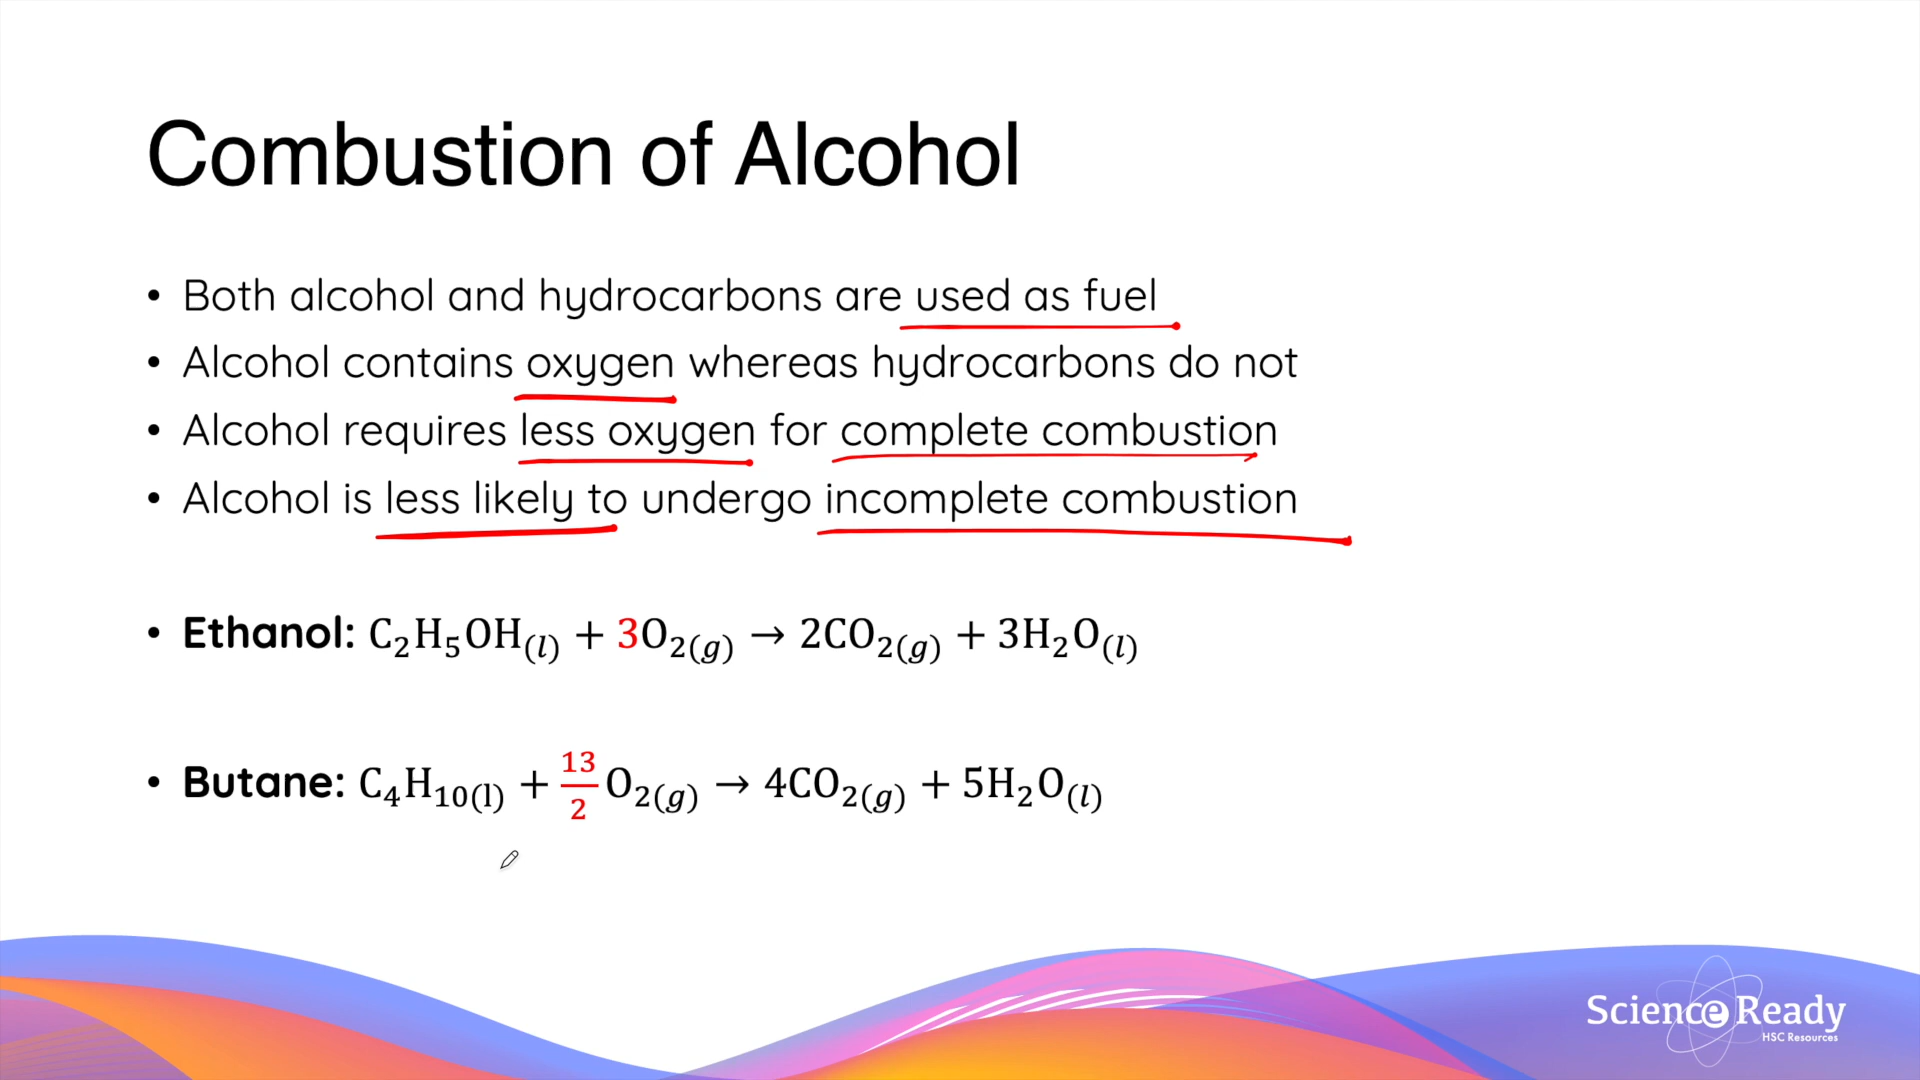 Combustion of Alcohol
• Both alcohol and hydrocarbons are used as fuel
• Alcohol contains oxygen whereas hydrocarbons do not
• Alcohol requires less oxygen for complete combustion
• Alcohol is less likely to undergo incomplete combustion
• Ethanol: C₂H₅OH₍l₎ + 3O₂₍g₎ → 2CO₂₍g₎ + 3H₂O₍l₎
• Butane: C₄H₁₀₍l₎ + 13/2 O₂₍g₎ → 4CO₂₍g₎ + 5H₂O₍l₎
Science Ready
HSC Resources